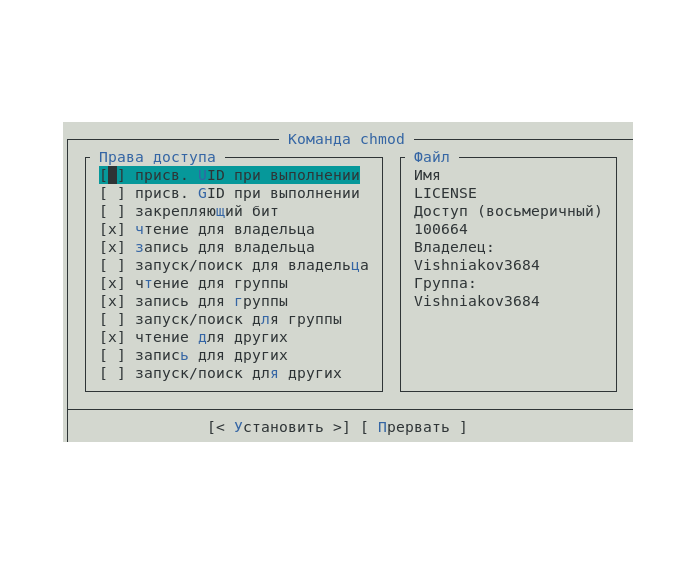 Команда chmod
Права доступа
[ ] присв. UID при выполнении
[ ] присв. GID при выполнении
[ ] закрепляющий бит
[x] чтение для владельца
[x] запись для владельца
[ ] запуск/поиск для владельца
[x] чтение для группы
[x] запись для группы
[ ] запуск/поиск для группы
[x] чтение для других
[ ] запись для других
[ ] запуск/поиск для других
Файл
Имя
LICENSE
Доступ (восьмеричный)
100664
Владелец:
Vishniakov3684
Группа:
Vishniakov3684
[< Установить >] [ Прервать ]